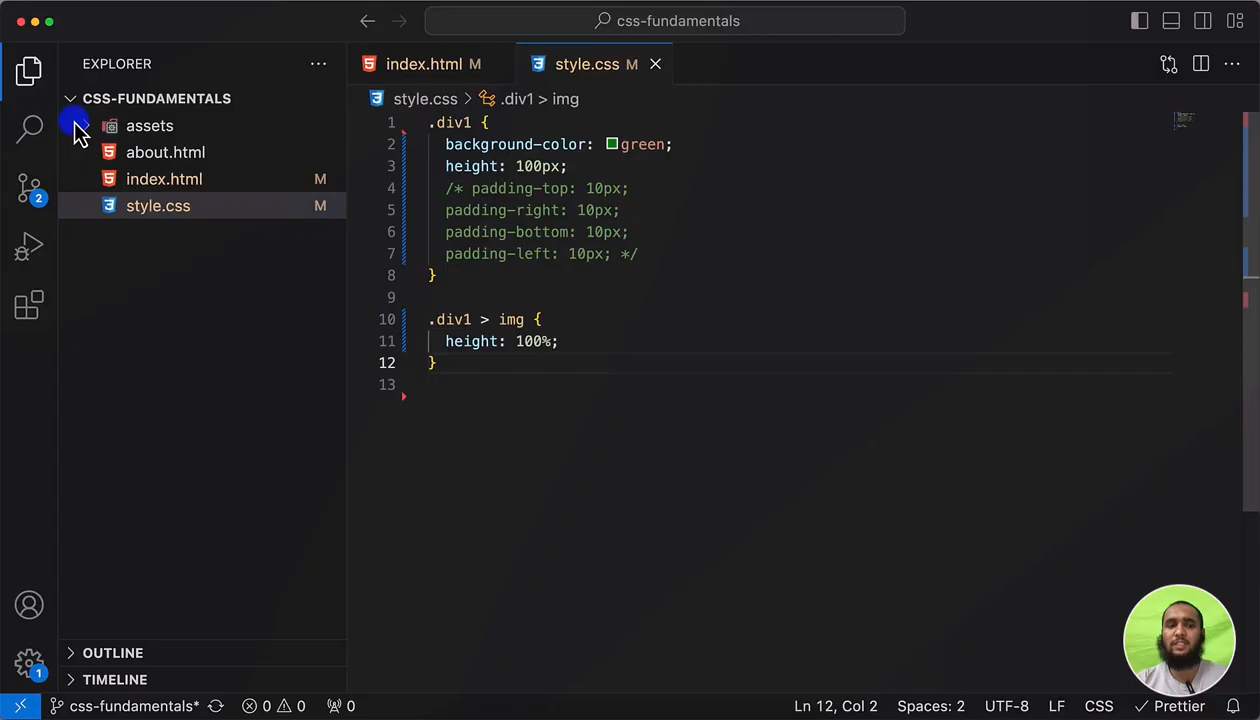 css-fundamentals
EXPLORER
index.html M
style.css M
CSS-FUNDAMENTALS
style.css > .div1 > img
assets
about.html
index.html M
style.css M
2
1 .div1 {
2 background-color: green;
3 height: 100px;
4 /* padding-top: 10px;
5 padding-right: 10px;
6 padding-bottom: 10px;
7 padding-left: 10px; */
8 }
9
10 .div1 > img {
11 height: 100%;
12 }
13
OUTLINE
TIMELINE
1
css-fundamentals* 0 0 0 Ln 12, Col 2 Spaces: 2 UTF-8 LF CSS Prettier